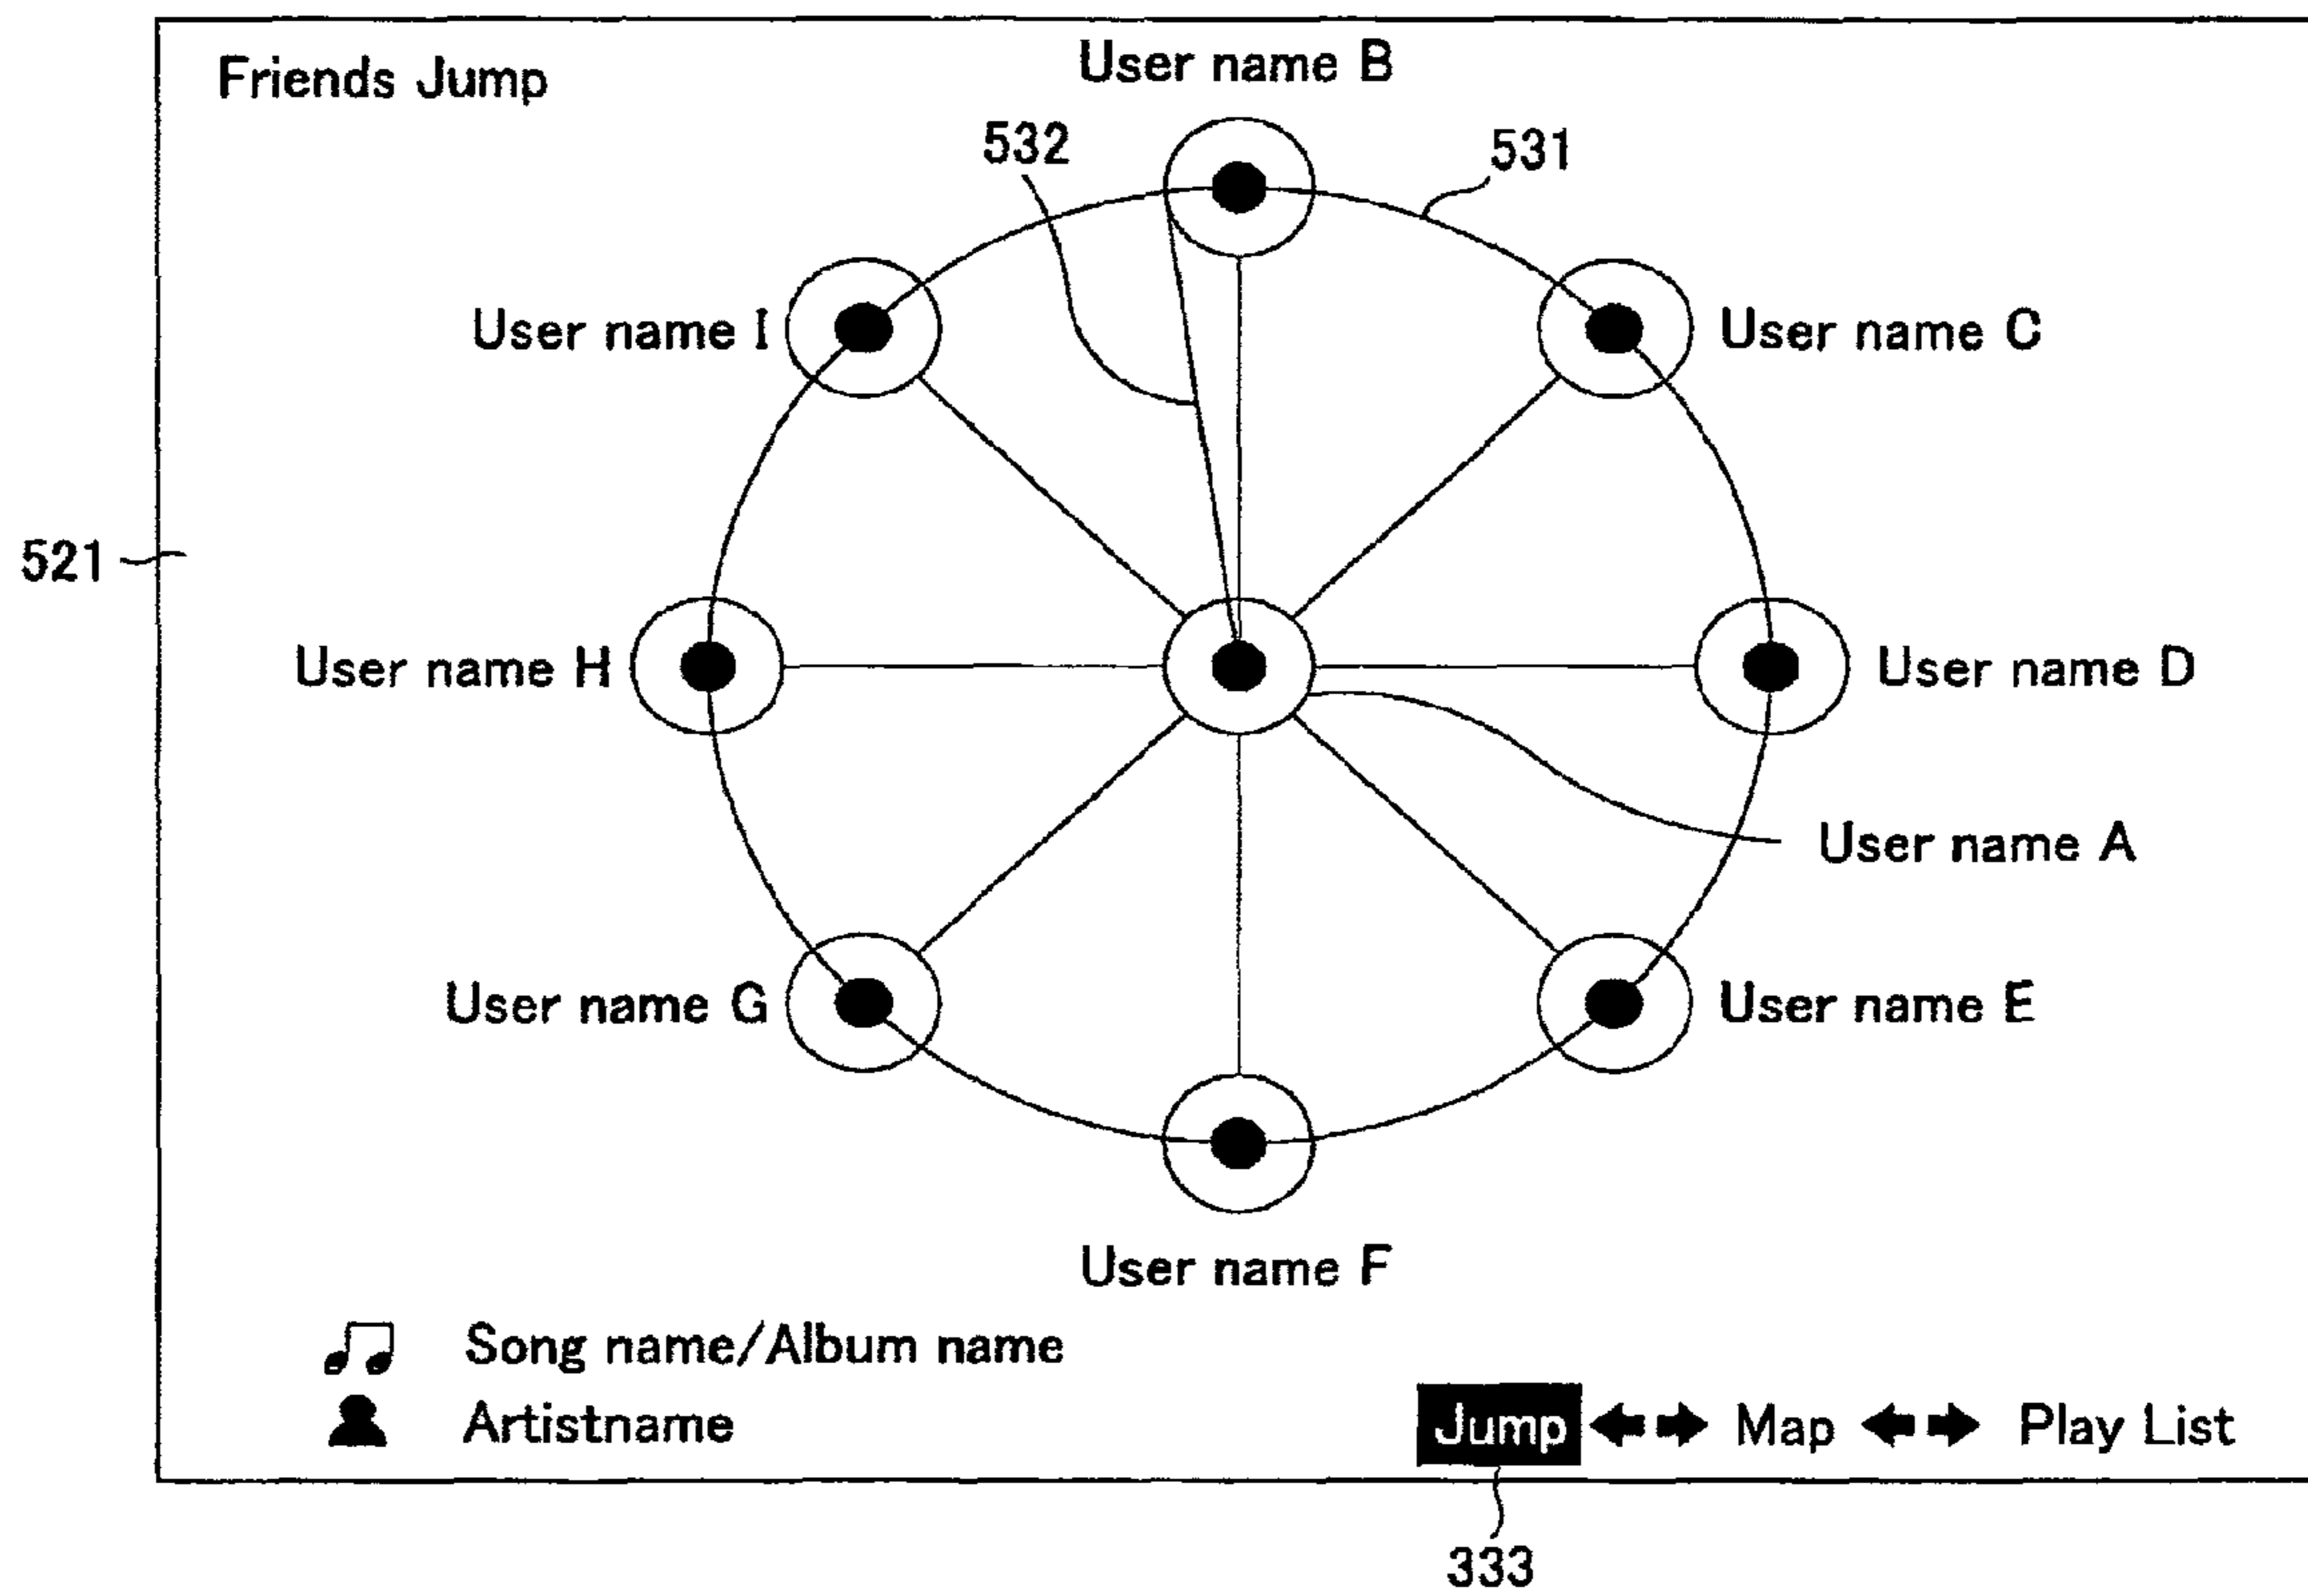 Friends Jump
User name B
532
531
User name I
User name C
521
User name H
User name D
User name A
User name G
User name E
User name F
Song name/Album name
Artistname
Jump Map Play List
333